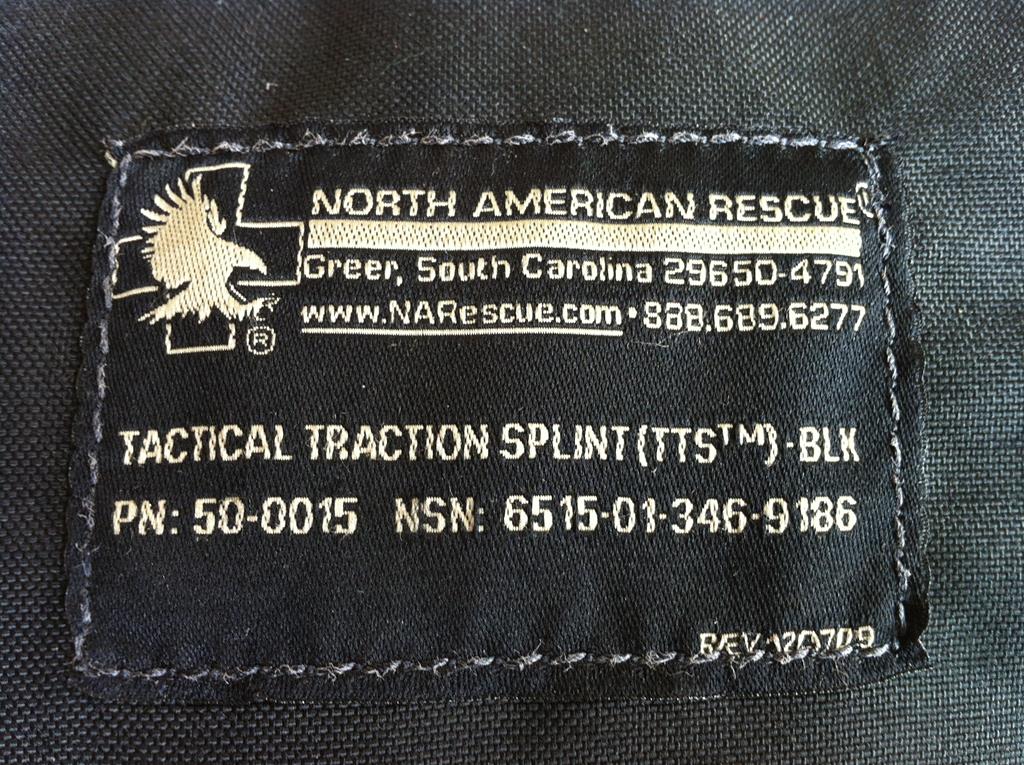 NORTH AMERICAN RESCUE®
Greer, South Carolina 29650-4791
www.NARescue.com • 888.689.6277
®
TACTICAL TRACTION SPLINT (TTS™) - BLK
PN: 50-0015 NSN: 6515-01-346-9186
REV 120709